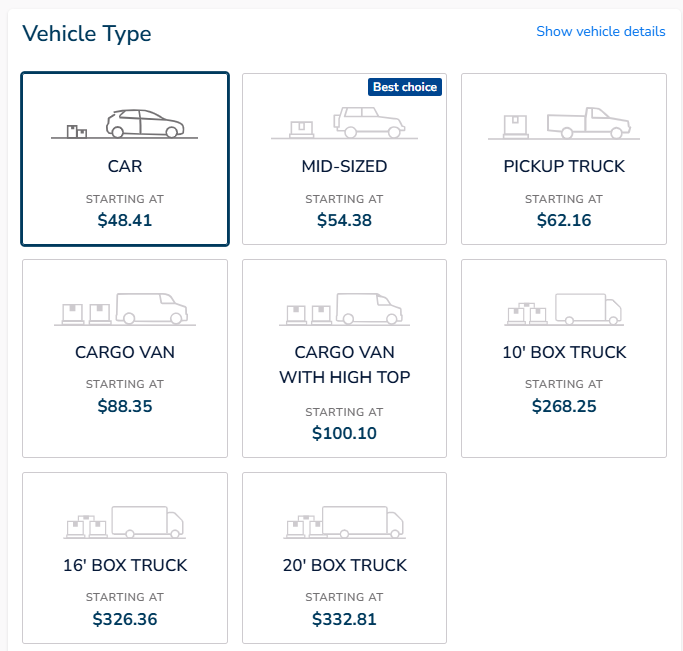 Vehicle Type
Show vehicle details
CAR
STARTING AT
$48.41
Best choice
MID-SIZED
STARTING AT
$54.38
PICKUP TRUCK
STARTING AT
$62.16
CARGO VAN
STARTING AT
$88.35
CARGO VAN
WITH HIGH TOP
STARTING AT
$100.10
10' BOX TRUCK
STARTING AT
$268.25
16' BOX TRUCK
STARTING AT
$326.36
20' BOX TRUCK
STARTING AT
$332.81